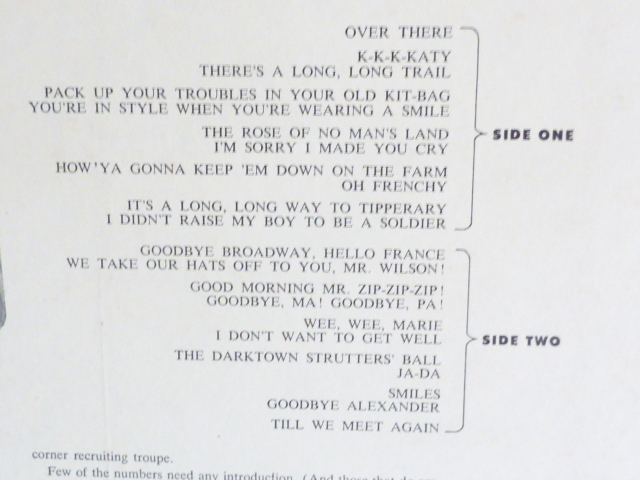 OVER THERE
K-K-K-KATY
THERE'S A LONG, LONG TRAIL
PACK UP YOUR TROUBLES IN YOUR OLD KIT-BAG
YOU'RE IN STYLE WHEN YOU'RE WEARING A SMILE
THE ROSE OF NO MAN'S LAND
I'M SORRY I MADE YOU CRY
HOW'YA GONNA KEEP 'EM DOWN ON THE FARM
OH FRENCHY
IT'S A LONG, LONG WAY TO TIPPERARY
I DIDN'T RAISE MY BOY TO BE A SOLDIER
SIDE ONE
GOODBYE BROADWAY, HELLO FRANCE
WE TAKE OUR HATS OFF TO YOU, MR. WILSON!
GOOD MORNING MR. ZIP-ZIP-ZIP!
GOODBYE, MA! GOODBYE, PA!
WEE, WEE, MARIE
I DON'T WANT TO GET WELL
THE DARKTOWN STRUTTERS' BALL
JA-DA
SMILES
GOODBYE ALEXANDER
TILL WE MEET AGAIN
SIDE TWO
corner recruiting troupe.
Few of the numbers need any introduction. (And those that do